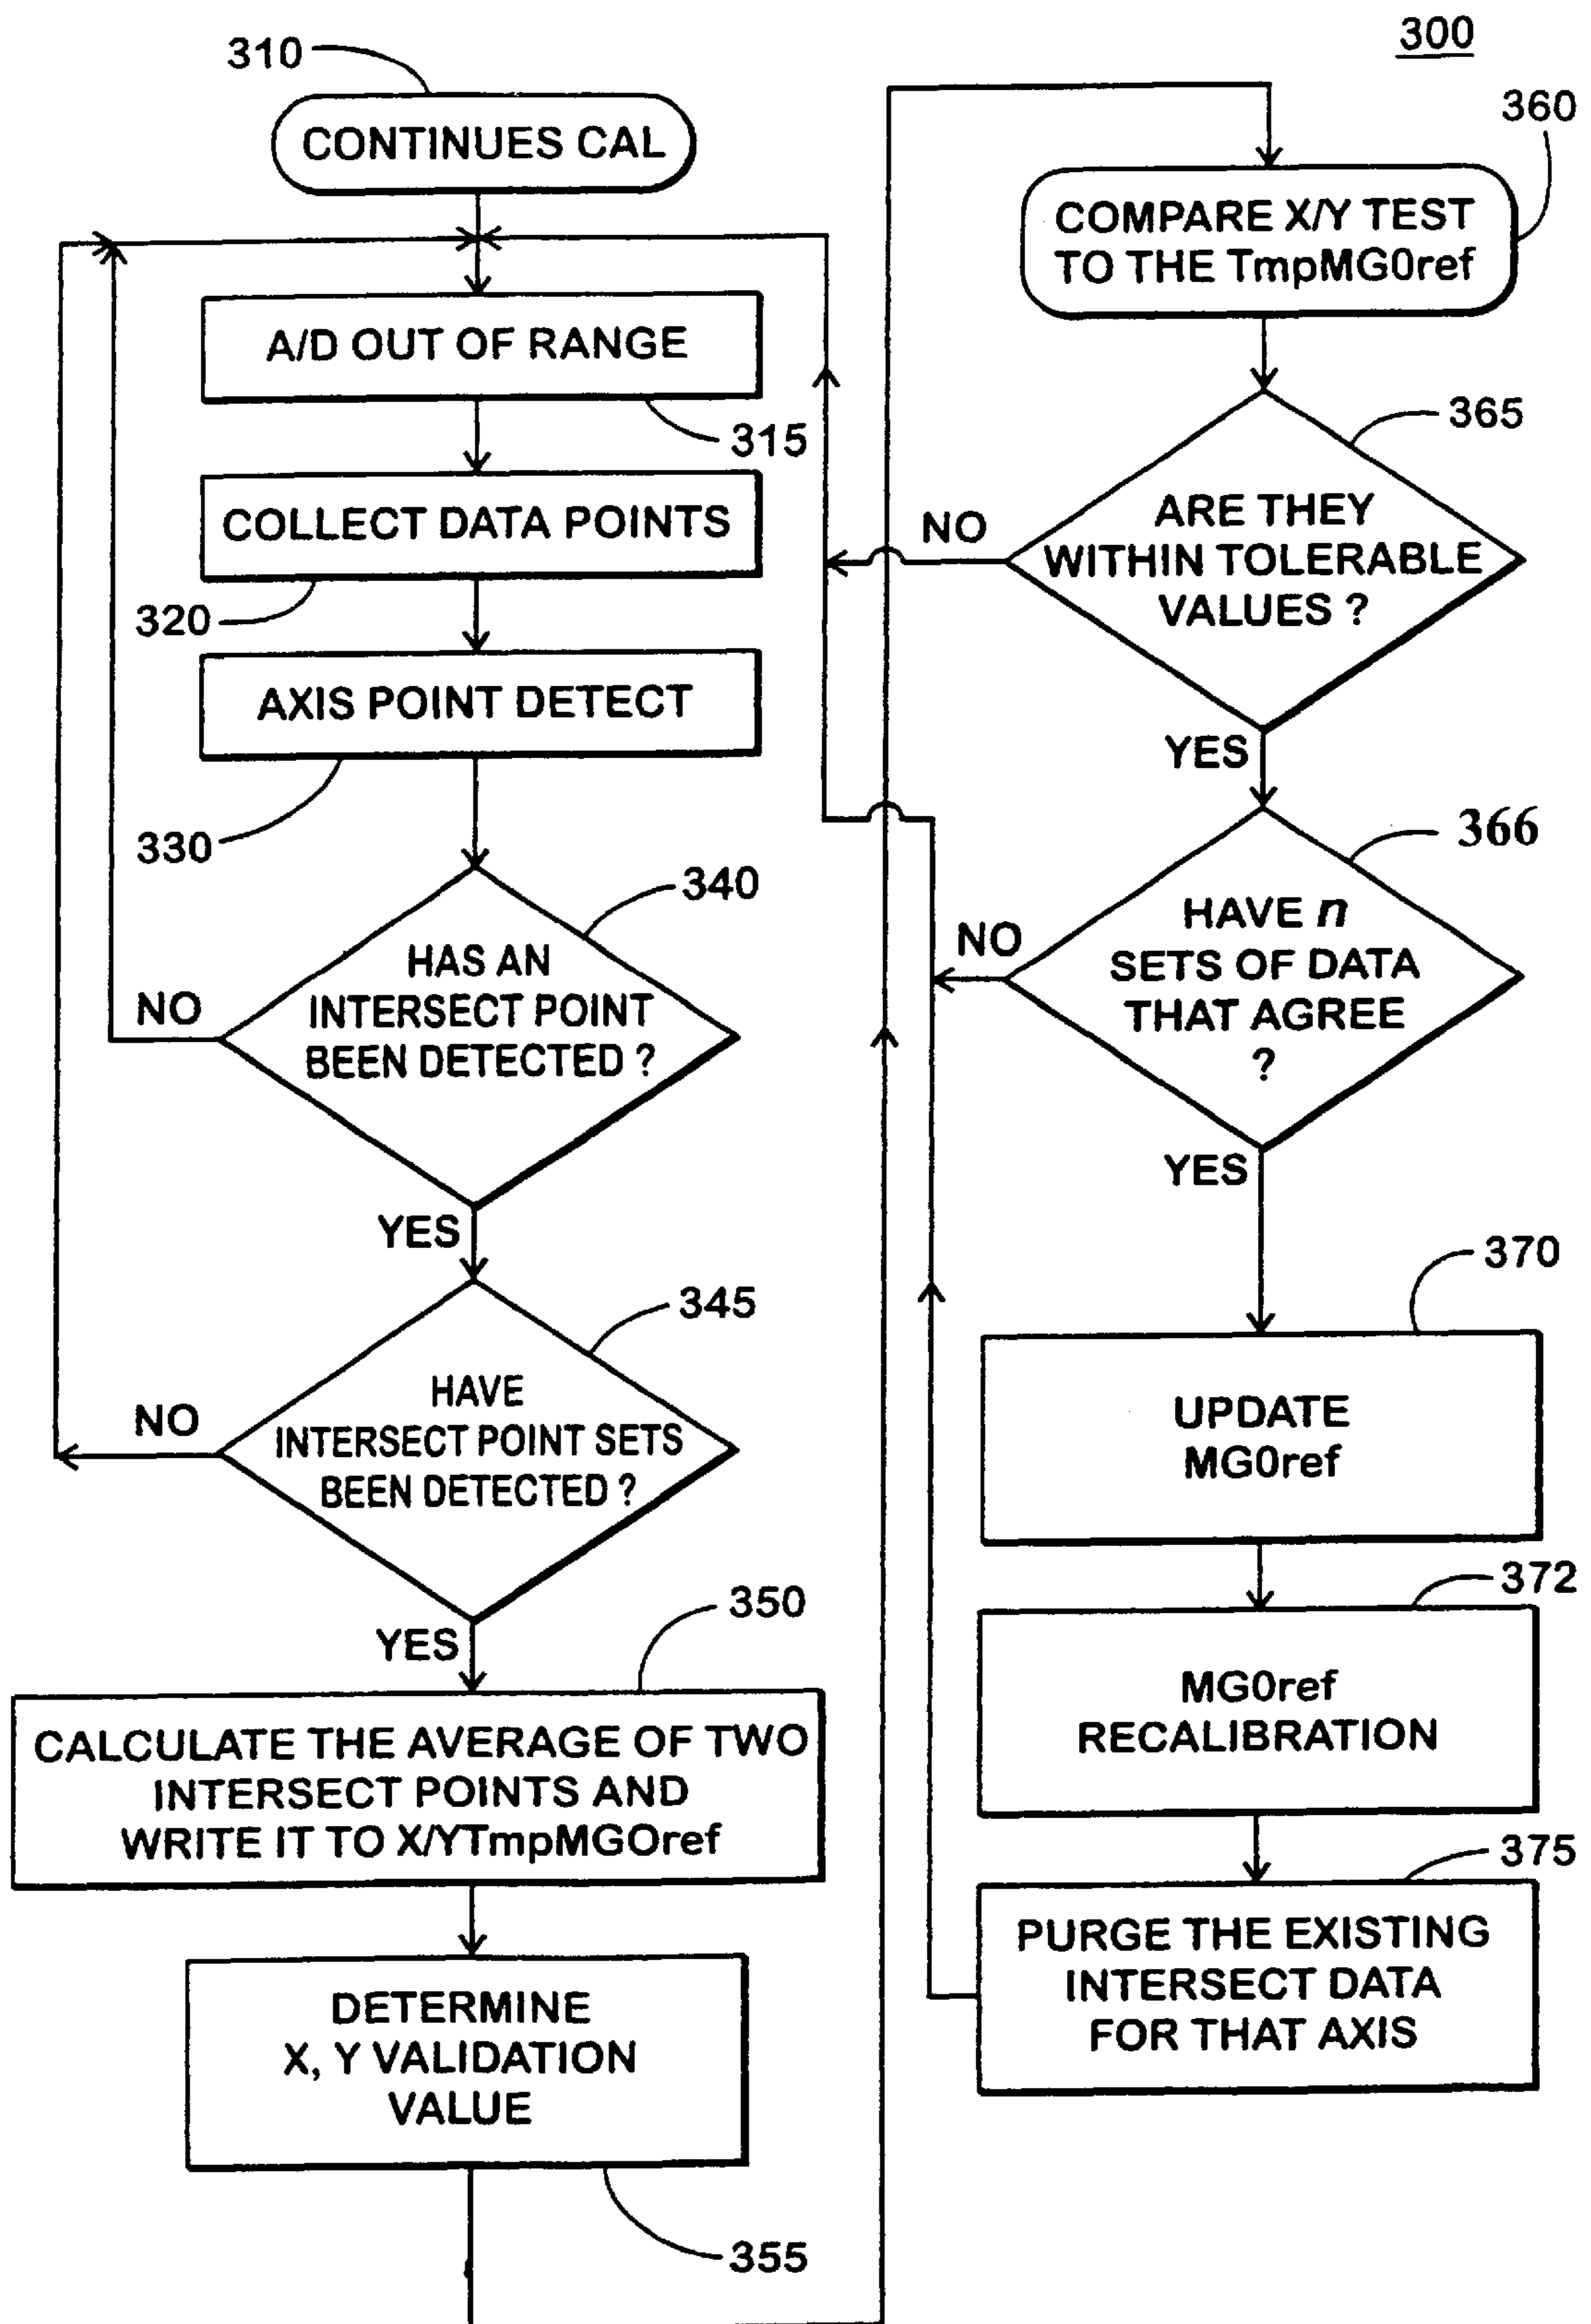 300
310
CONTINUES CAL
A/D OUT OF RANGE
315
COLLECT DATA POINTS
320
AXIS POINT DETECT
330
340
HAS AN
INTERSECT POINT
BEEN DETECTED ?
NO
YES
345
HAVE
INTERSECT POINT SETS
BEEN DETECTED ?
NO
YES
350
CALCULATE THE AVERAGE OF TWO
INTERSECT POINTS AND
WRITE IT TO X/YTmpMGOref
DETERMINE
X, Y VALIDATION
VALUE
355
360
COMPARE X/Y TEST
TO THE TmpMG0ref
365
ARE THEY
WITHIN TOLERABLE
VALUES ?
NO
YES
366
HAVE n
SETS OF DATA
THAT AGREE
?
NO
YES
370
UPDATE
MG0ref
372
MG0ref
RECALIBRATION
375
PURGE THE EXISTING
INTERSECT DATA
FOR THAT AXIS